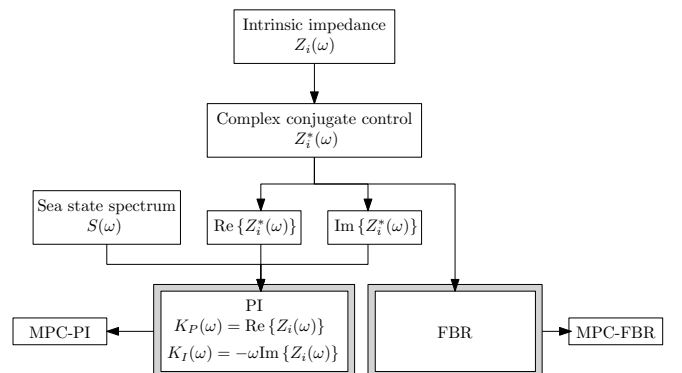 Intrinsic impedance
Z_i(ω)
Complex conjugate control
Z_i^*(ω)
Sea state spectrum
S(ω)
Re {Z_i^*(ω)}
Im {Z_i^*(ω)}
PI
K_P(ω) = Re {Z_i(ω)}
K_I(ω) = −ωIm {Z_i(ω)}
FBR
MPC-PI
MPC-FBR